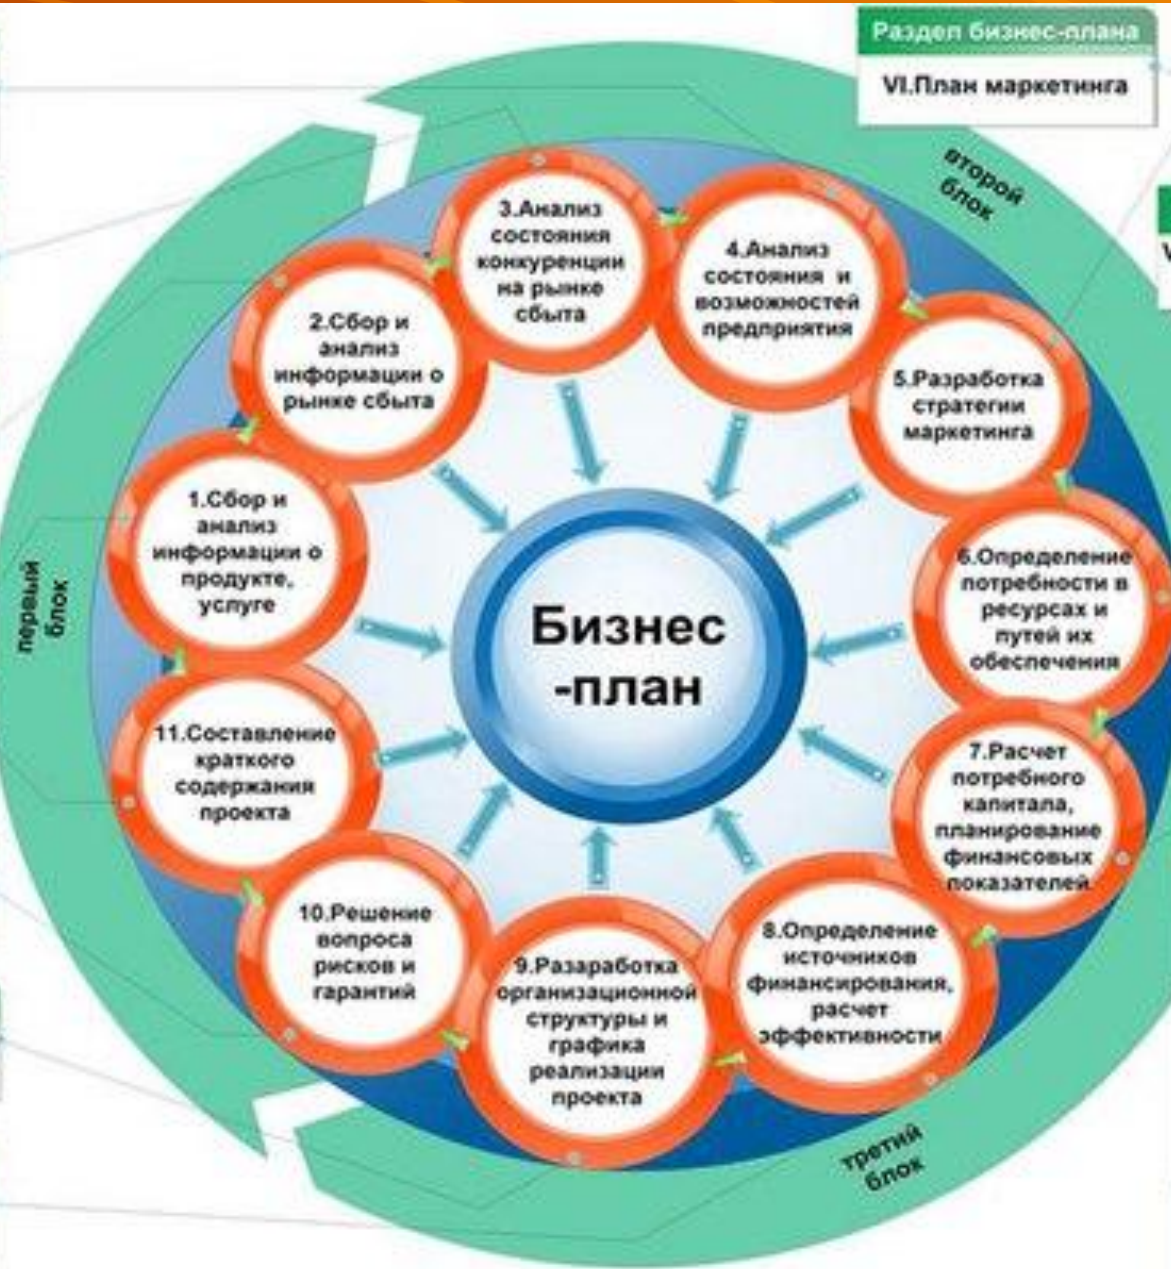 Раздел бизнес-плана
VI.План маркетинга
второй
блок
3.Анализ
состояния
конкуренции
на рынке
сбыта
4.Анализ
состояния и
возможностей
предприятия
2.Сбор и
анализ
информации о
рынке сбыта
5.Разработка
стратегии
маркетинга
1.Сбор и
анализ
информации о
продукте,
услуге
6.Определение
потребности в
ресурсах и
путей их
обеспечения
первый
блок
Бизнес
-план
11.Составление
краткого
содержания
проекта
7.Расчет
потребного
капитала,
планирование
финансовых
показателей
10.Решение
вопроса
рисков и
гарантий
8.Определение
источников
финансирования,
расчет
эффективности
9.Разаработка
организационной
структуры и
графика
реализации
проекта
третий
блок